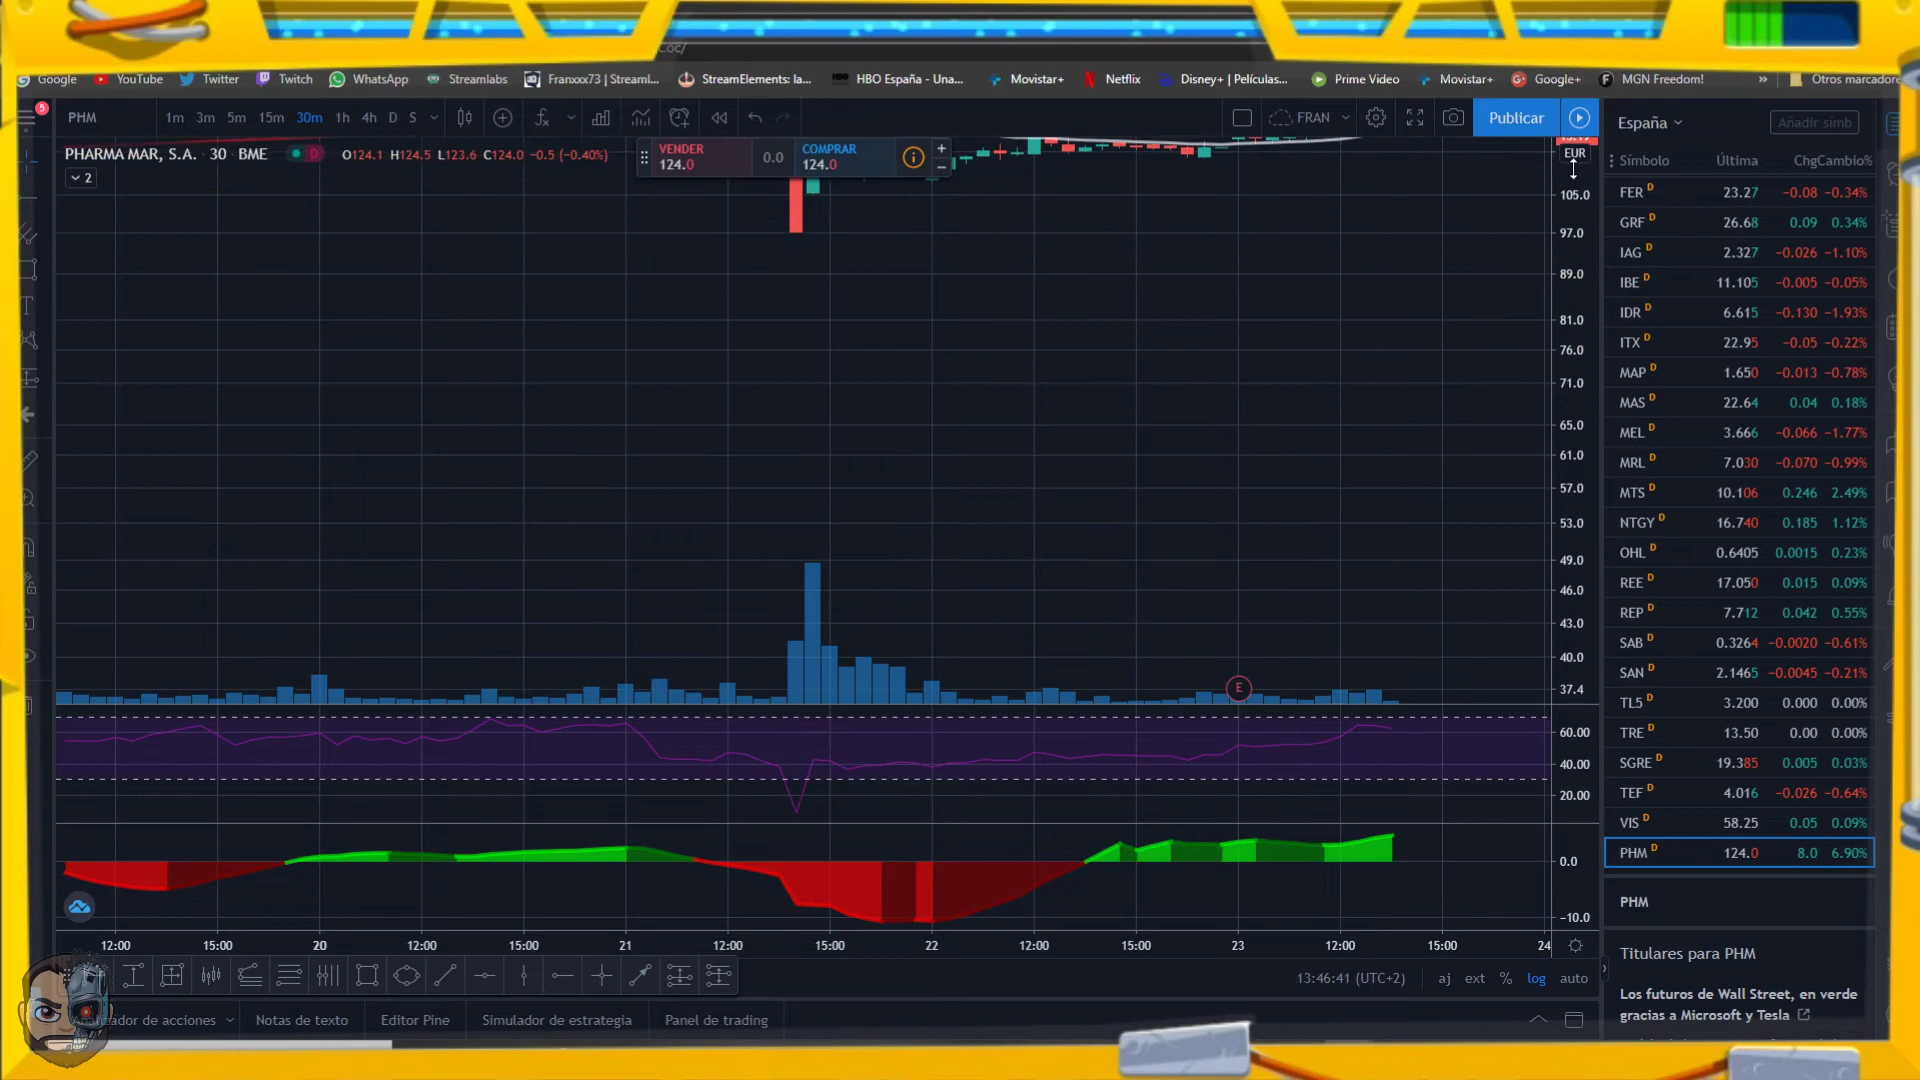 Coc/
Google YouTube Twitter Twitch WhatsApp Streamlabs Franxxx73 | Streaml... StreamElements: la... HBO España - Una... Movistar+ Netflix Disney+ | Películas... Prime Video Movistar+ Google+ MGN Freedom! » Otros marcadore
5
PHM 1m 3m 5m 15m 30m 1h 4h D S FRAN Publicar
España Añadir símb
PHARMA MAR, S.A. · 30 · BME D O124.1 H124.5 L123.6 C124.0 −0.5 (−0.40%)
VENDER
124.0
0.0
COMPRAR
124.0
2
EUR
105.0
97.0
89.0
81.0
76.0
71.0
65.0
61.0
57.0
53.0
49.0
46.0
43.0
40.0
37.4
60.00
40.00
20.00
0.0
−10.0
E
12:00 15:00 20 12:00 15:00 21 12:00 15:00 22 12:00 15:00 23 12:00 15:00 24
13:46:41 (UTC+2) aj ext % log auto
de acciones Notas de texto Editor Pine Simulador de estrategia Panel de trading
Símbolo Última Chg Cambio%
FER D 23.27 −0.08 −0.34%
GRF D 26.68 0.09 0.34%
IAG D 2.327 −0.026 −1.10%
IBE D 11.105 −0.005 −0.05%
IDR D 6.615 −0.130 −1.93%
ITX D 22.95 −0.05 −0.22%
MAP D 1.650 −0.013 −0.78%
MAS D 22.64 0.04 0.18%
MEL D 3.666 −0.066 −1.77%
MRL D 7.030 −0.070 −0.99%
MTS D 10.106 0.246 2.49%
NTGY D 16.740 0.185 1.12%
OHL D 0.6405 0.0015 0.23%
REE D 17.050 0.015 0.09%
REP D 7.712 0.042 0.55%
SAB D 0.3264 −0.0020 −0.61%
SAN D 2.1465 −0.0045 −0.21%
TL5 D 3.200 0.000 0.00%
TRE D 13.50 0.00 0.00%
SGRE D 19.385 0.005 0.03%
TEF D 4.016 −0.026 −0.64%
VIS D 58.25 0.05 0.09%
PHM D 124.0 8.0 6.90%
PHM
Titulares para PHM
Los futuros de Wall Street, en verde
gracias a Microsoft y Tesla